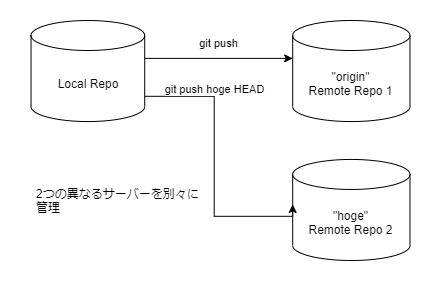 git push
Local Repo
"origin"
Remote Repo 1
git push hoge HEAD
2つの異なるサーバーを別々に
管理
"hoge"
Remote Repo 2